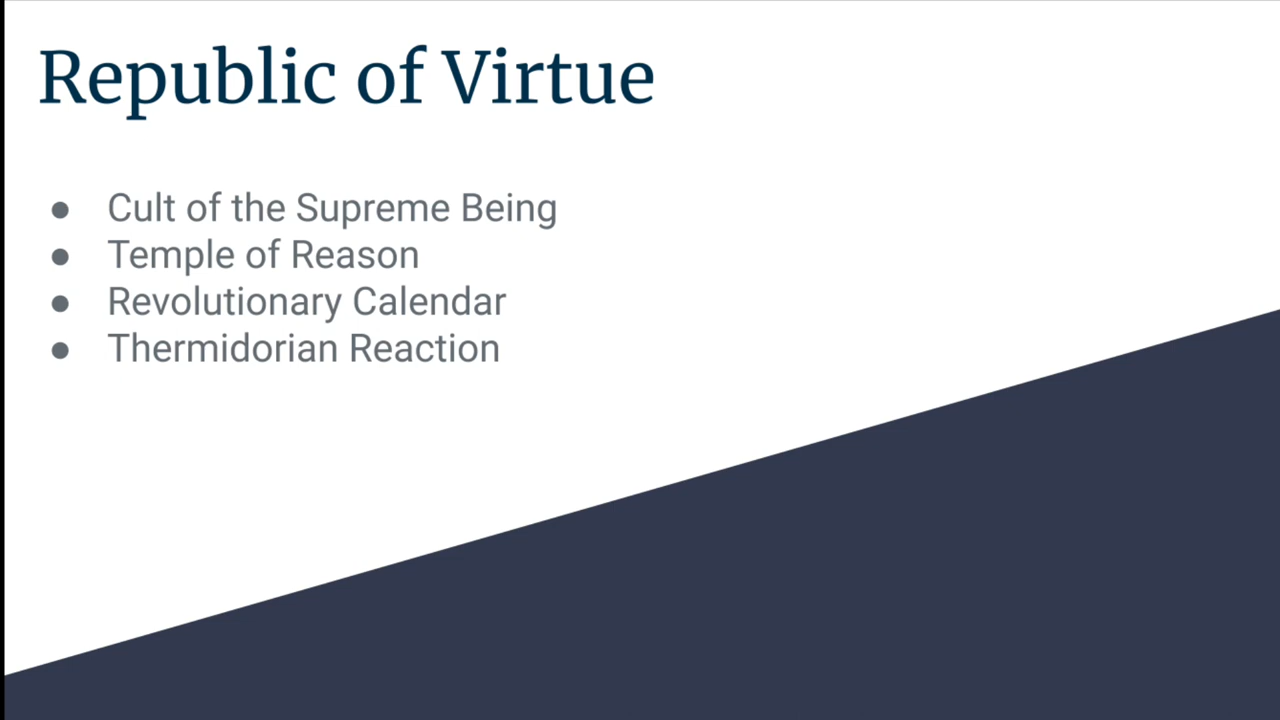 Republic of Virtue
● Cult of the Supreme Being
● Temple of Reason
● Revolutionary Calendar
● Thermidorian Reaction